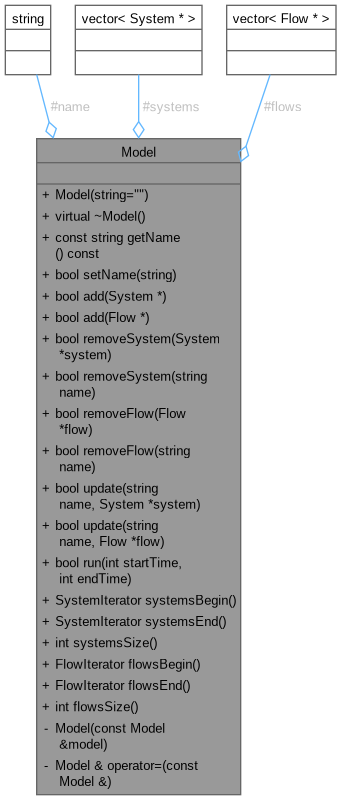 string
vector< System * >
vector< Flow * >
#name
#systems
#flows
Model
+ Model(string="")
+ virtual ~Model()
+ const string getName
() const
+ bool setName(string)
+ bool add(System *)
+ bool add(Flow *)
+ bool removeSystem(System
*system)
+ bool removeSystem(string
name)
+ bool removeFlow(Flow
*flow)
+ bool removeFlow(string
name)
+ bool update(string
name, System *system)
+ bool update(string
name, Flow *flow)
+ bool run(int startTime,
int endTime)
+ SystemIterator systemsBegin()
+ SystemIterator systemsEnd()
+ int systemsSize()
+ FlowIterator flowsBegin()
+ FlowIterator flowsEnd()
+ int flowsSize()
- Model(const Model
&model)
- Model & operator=(const
Model &)